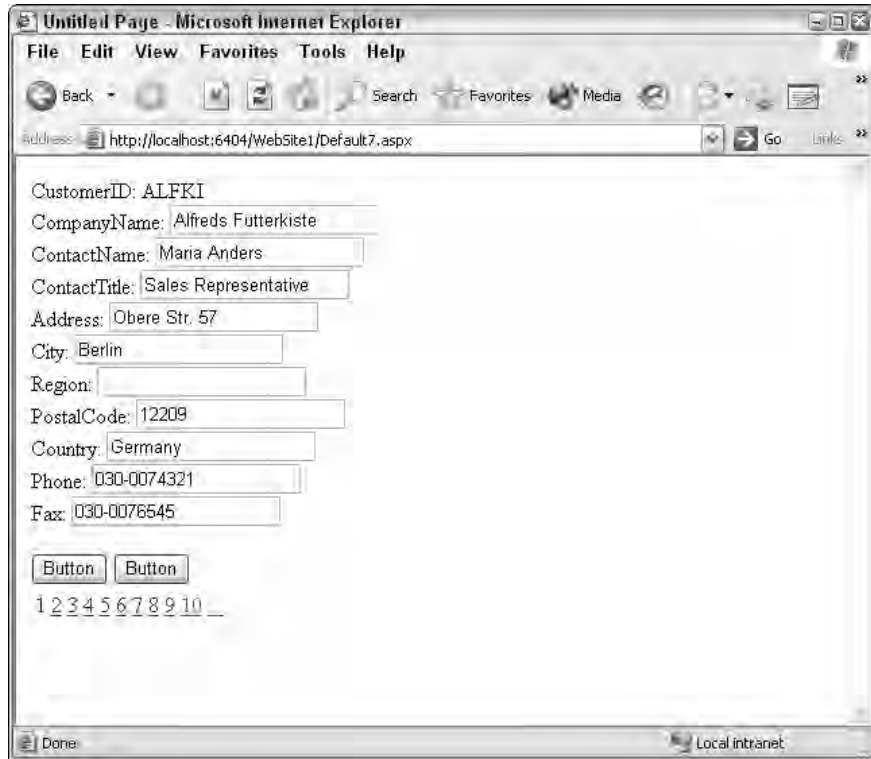 Untitled Page - Microsoft Internet Explorer
File Edit View Favorites Tools Help
Back Search Favorites Media »
Address http://localhost:6404/WebSite1/Default7.aspx Go Links »
CustomerID: ALFKI
CompanyName: Alfreds Futterkiste
ContactName: Maria Anders
ContactTitle: Sales Representative
Address: Obere Str. 57
City: Berlin
Region:
PostalCode: 12209
Country: Germany
Phone: 030-0074321
Fax: 030-0076545
Button Button
1 2 3 4 5 6 7 8 9 10 ...
Done Local intranet